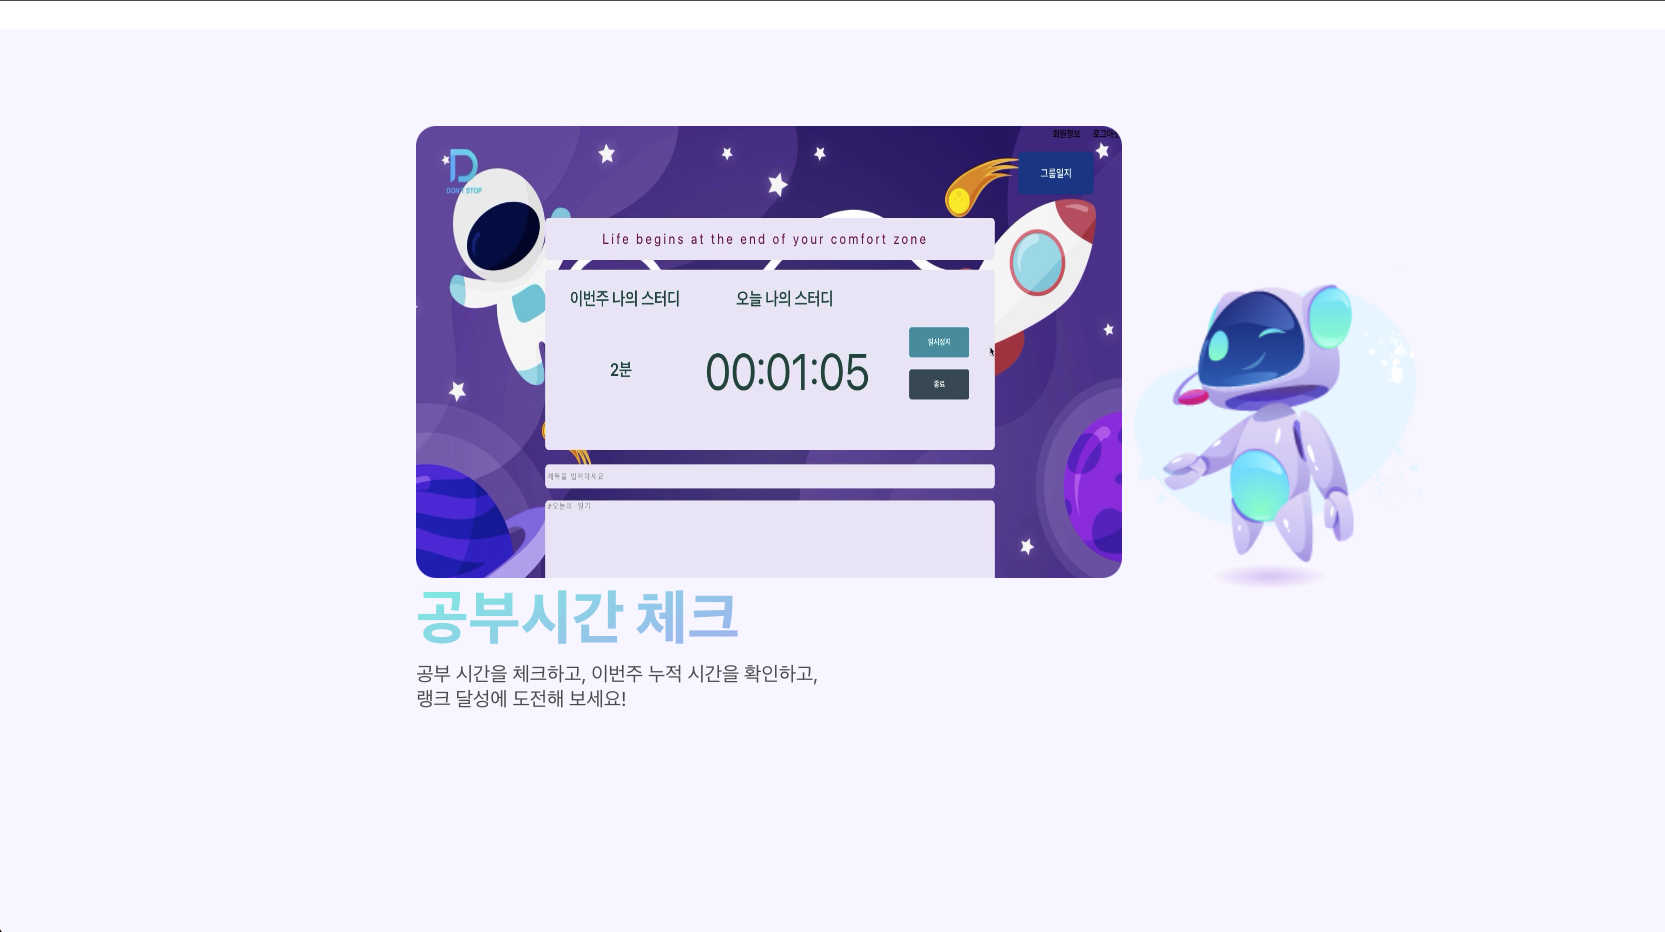 회원정보 로그아웃
D
DON'T STOP
그룹일지
Life begins at the end of your comfort zone
이번주 나의 스터디 오늘 나의 스터디
일시정지
2분 00:01:05
종료
제목을 입력하세요
#오늘의 일기
공부시간 체크
공부 시간을 체크하고, 이번주 누적 시간을 확인하고,
랭크 달성에 도전해 보세요!